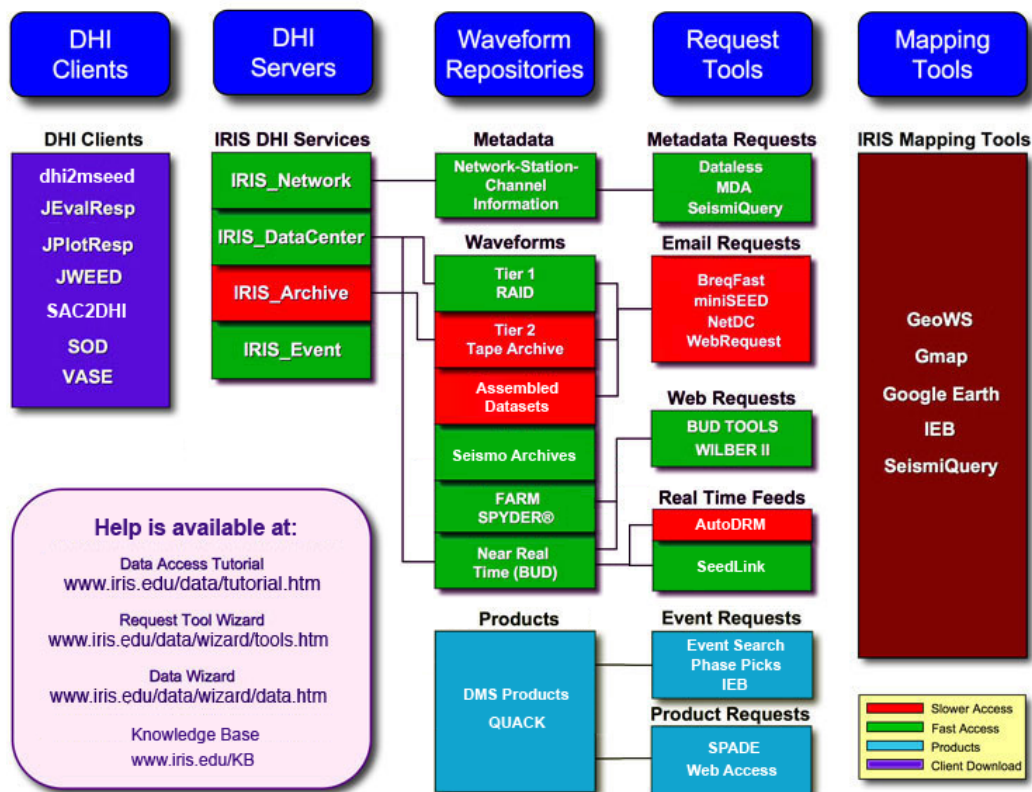 DHI
Clients
DHI
Servers
Waveform
Repositories
Request
Tools
Mapping
Tools
DHI Clients
dhi2mseed
JEvalResp
JPlotResp
JWEED
SAC2DHI
SOD
VASE
IRIS DHI Services
IRIS_Network
IRIS_DataCenter
IRIS_Archive
IRIS_Event
Metadata
Network-Station-
Channel
Information
Waveforms
Tier 1
RAID
Tier 2
Tape Archive
Assembled
Datasets
Seismo Archives
FARM
SPYDER®
Near Real
Time (BUD)
Products
DMS Products
QUACK
Metadata Requests
Dataless
MDA
SeismiQuery
Email Requests
BreqFast
miniSEED
NetDC
WebRequest
Web Requests
BUD TOOLS
WILBER II
Real Time Feeds
AutoDRM
SeedLink
Event Requests
Event Search
Phase Picks
IEB
Product Requests
SPADE
Web Access
IRIS Mapping Tools
GeoWS
Gmap
Google Earth
IEB
SeismiQuery
Help is available at:
Data Access Tutorial
www.iris.edu/data/tutorial.htm
Request Tool Wizard
www.iris.edu/data/wizard/tools.htm
Data Wizard
www.iris.edu/data/wizard/data.htm
Knowledge Base
www.iris.edu/KB
Slower Access
Fast Access
Products
Client Download